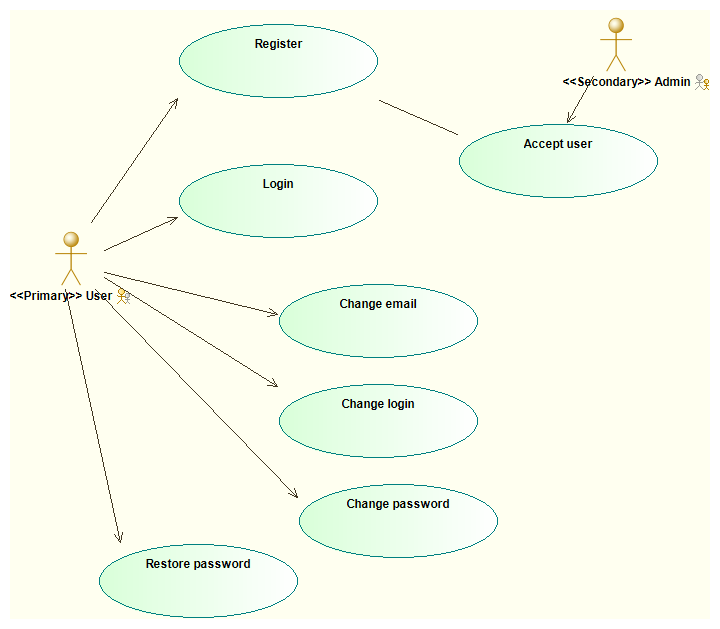 Register
<<Secondary>> Admin
Accept user
Login
<<Primary>> User
Change email
Change login
Change password
Restore password